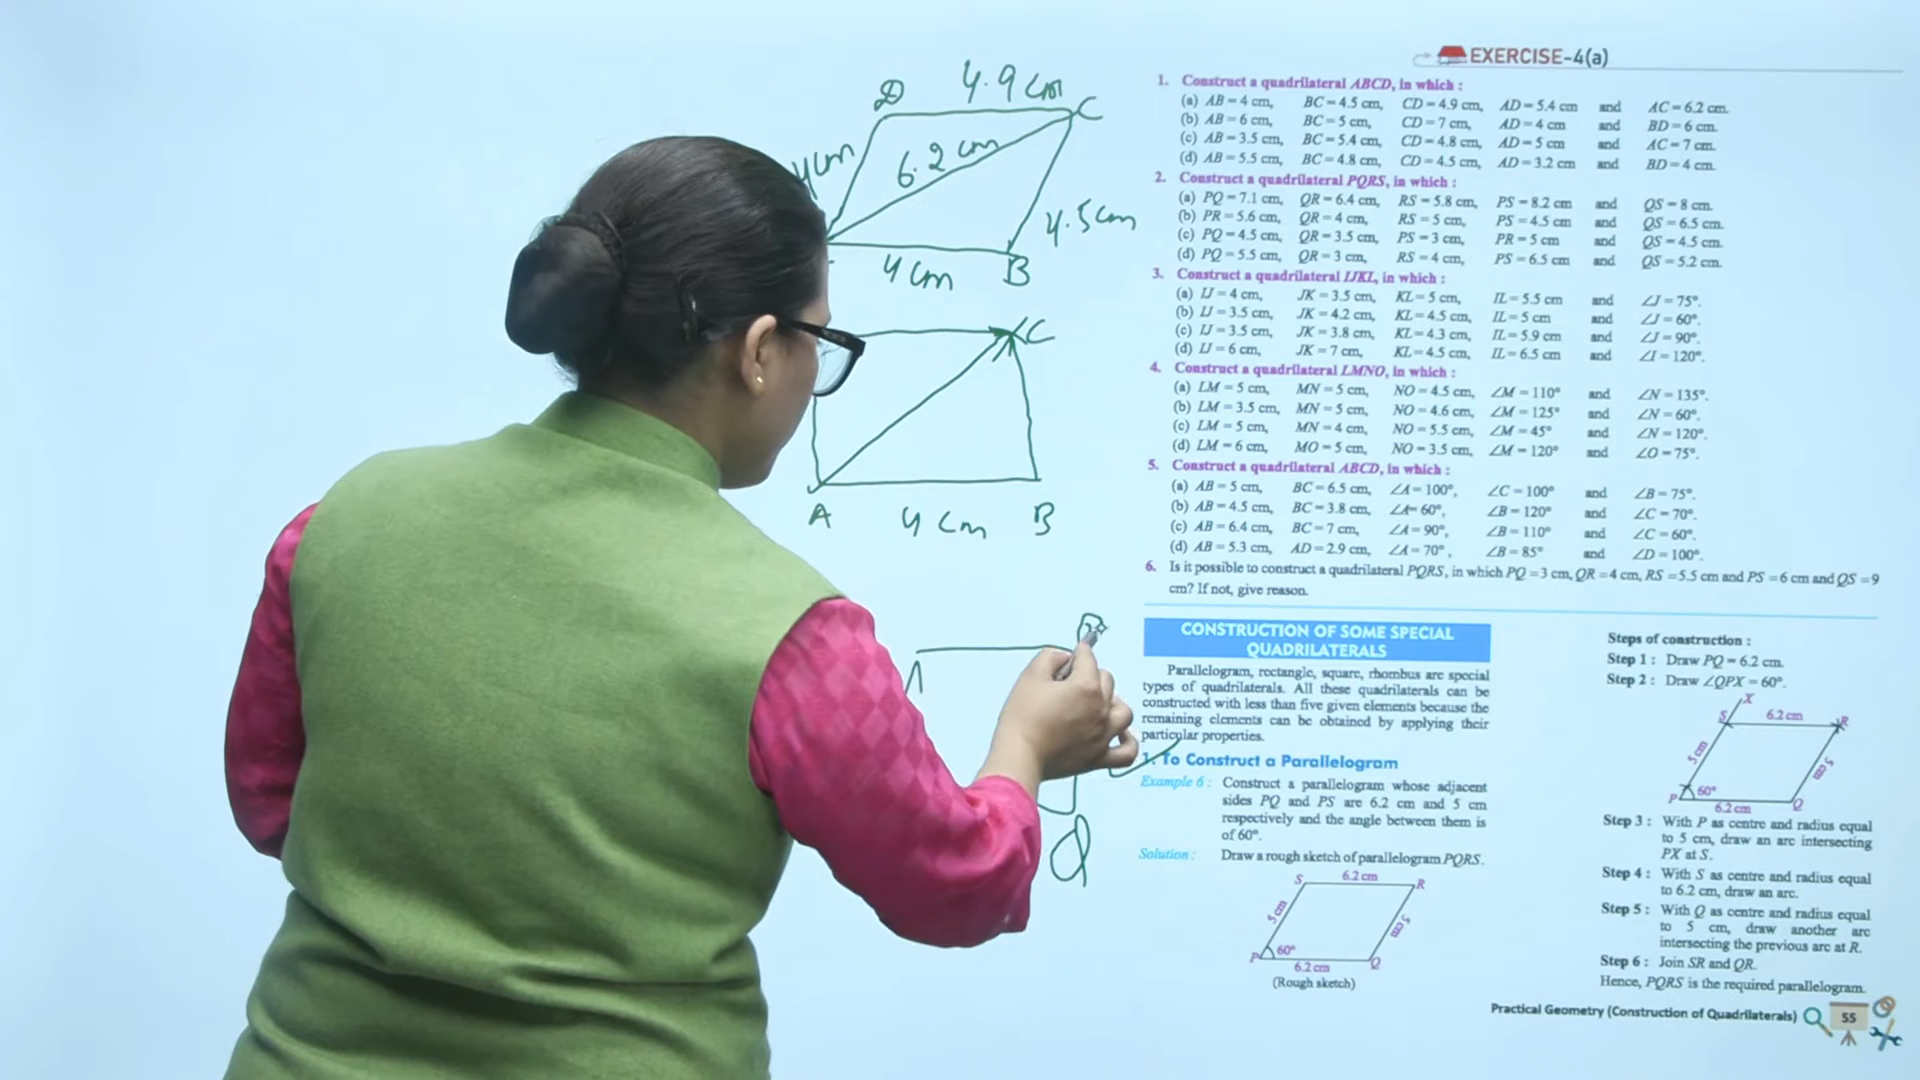 D 4.9 cm C
4cm
6.2 cm
4.5cm
4 cm B
C
A 4 cm B
EXERCISE-4(a)
1. Construct a quadrilateral ABCD, in which :
(a) AB = 4 cm, BC = 4.5 cm, CD = 4.9 cm, AD = 5.4 cm and AC = 6.2 cm.
(b) AB = 6 cm, BC = 5 cm, CD = 7 cm, AD = 4 cm and BD = 6 cm.
(c) AB = 3.5 cm, BC = 5.4 cm, CD = 4.8 cm, AD = 5 cm and AC = 7 cm.
(d) AB = 5.5 cm, BC = 4.8 cm, CD = 4.5 cm, AD = 3.2 cm and BD = 4 cm.
2. Construct a quadrilateral PQRS, in which :
(a) PQ = 7.1 cm, QR = 6.4 cm, RS = 5.8 cm, PS = 8.2 cm and QS = 8 cm.
(b) PR = 5.6 cm, QR = 4 cm, RS = 5 cm, PS = 4.5 cm and QS = 6.5 cm.
(c) PQ = 4.5 cm, QR = 3.5 cm, PS = 3 cm, PR = 5 cm and QS = 4.5 cm.
(d) PQ = 5.5 cm, QR = 3 cm, RS = 4 cm, PS = 6.5 cm and QS = 5.2 cm.
3. Construct a quadrilateral IJKL, in which :
(a) IJ = 4 cm, JK = 3.5 cm, KL = 5 cm, IL = 5.5 cm and ∠J = 75°.
(b) IJ = 3.5 cm, JK = 4.2 cm, KL = 4.5 cm, IL = 5 cm and ∠J = 60°.
(c) IJ = 3.5 cm, JK = 3.8 cm, KL = 4.3 cm, IL = 5.9 cm and ∠J = 90°.
(d) IJ = 6 cm, JK = 7 cm, KL = 4.5 cm, IL = 6.5 cm and ∠I = 120°.
4. Construct a quadrilateral LMNO, in which :
(a) LM = 5 cm, MN = 5 cm, NO = 4.5 cm, ∠M = 110° and ∠N = 135°.
(b) LM = 3.5 cm, MN = 5 cm, NO = 4.6 cm, ∠M = 125° and ∠N = 60°.
(c) LM = 5 cm, MN = 4 cm, NO = 5.5 cm, ∠M = 45° and ∠N = 120°.
(d) LM = 6 cm, MO = 5 cm, NO = 3.5 cm, ∠M = 120° and ∠O = 75°.
5. Construct a quadrilateral ABCD, in which :
(a) AB = 5 cm, BC = 6.5 cm, ∠A = 100°, ∠C = 100° and ∠B = 75°.
(b) AB = 4.5 cm, BC = 3.8 cm, ∠A= 60°, ∠B = 120° and ∠C = 70°.
(c) AB = 6.4 cm, BC = 7 cm, ∠A = 90°, ∠B = 110° and ∠C = 60°.
(d) AB = 5.3 cm, AD = 2.9 cm, ∠A = 70°, ∠B = 85° and ∠D = 100°.
6. Is it possible to construct a quadrilateral PQRS, in which PQ = 3 cm, QR = 4 cm, RS = 5.5 cm and PS = 6 cm and QS = 9
cm? If not, give reason.
CONSTRUCTION OF SOME SPECIAL
QUADRILATERALS
Parallelogram, rectangle, square, rhombus are special
types of quadrilaterals. All these quadrilaterals can be
constructed with less than five given elements because the
remaining elements can be obtained by applying their
particular properties.
1. To Construct a Parallelogram
Example 6 : Construct a parallelogram whose adjacent
sides PQ and PS are 6.2 cm and 5 cm
respectively and the angle between them is
of 60°.
Solution : Draw a rough sketch of parallelogram PQRS.
S 6.2 cm R
5 cm 5 cm
P 60° Q
6.2 cm
(Rough sketch)
Steps of construction :
Step 1 : Draw PQ = 6.2 cm.
Step 2 : Draw ∠QPX = 60°.
X
S 6.2 cm R
5 cm 5 cm
P 60° Q
6.2 cm
Step 3 : With P as centre and radius equal
to 5 cm, draw an arc intersecting
PX at S.
Step 4 : With S as centre and radius equal
to 6.2 cm, draw an arc.
Step 5 : With Q as centre and radius equal
to 5 cm, draw another arc
intersecting the previous arc at R.
Step 6 : Join SR and QR.
Hence, PQRS is the required parallelogram.
Practical Geometry (Construction of Quadrilaterals) 55